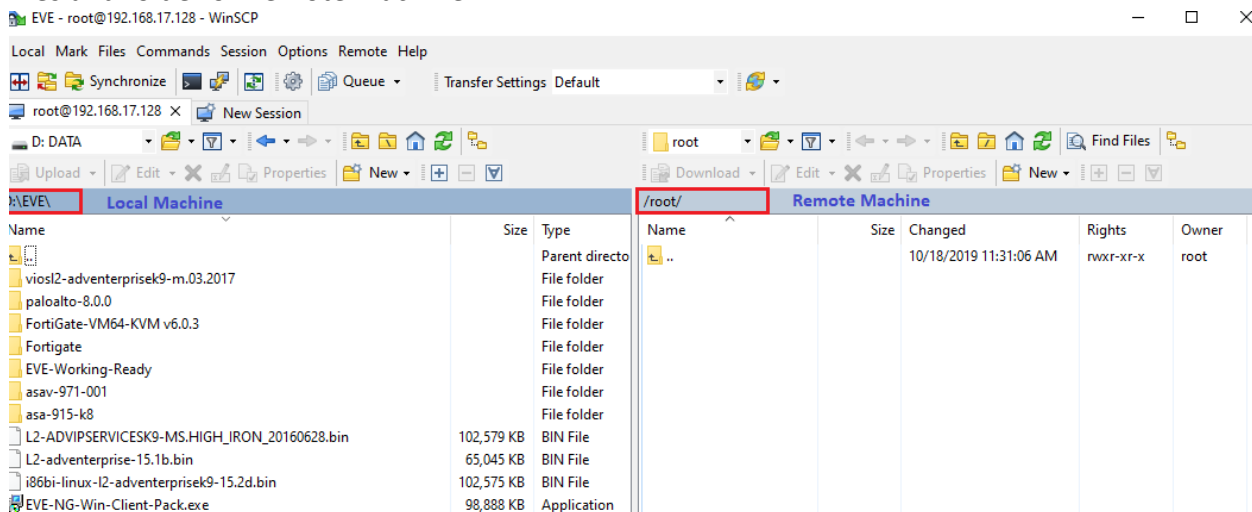 EVE - root@192.168.17.128 - WinSCP
Local Mark Files Commands Session Options Remote Help
Synchronize Queue Transfer Settings Default
root@192.168.17.128 New Session
D: DATA root Find Files
Upload Edit Properties New Download Edit Properties New
:\EVE\ Local Machine /root/ Remote Machine
Name Size Type Name Size Changed Rights Owner
.. Parent directo .. 10/18/2019 11:31:06 AM rwxr-xr-x root
viosl2-adventerprisek9-m.03.2017 File folder
paloalto-8.0.0 File folder
FortiGate-VM64-KVM v6.0.3 File folder
Fortigate File folder
EVE-Working-Ready File folder
asav-971-001 File folder
asa-915-k8 File folder
L2-ADVIPSERVICESK9-MS.HIGH_IRON_20160628.bin 102,579 KB BIN File
L2-adventerprise-15.1b.bin 65,045 KB BIN File
i86bi-linux-l2-adventerprisek9-15.2d.bin 102,575 KB BIN File
EVE-NG-Win-Client-Pack.exe 98,888 KB Application